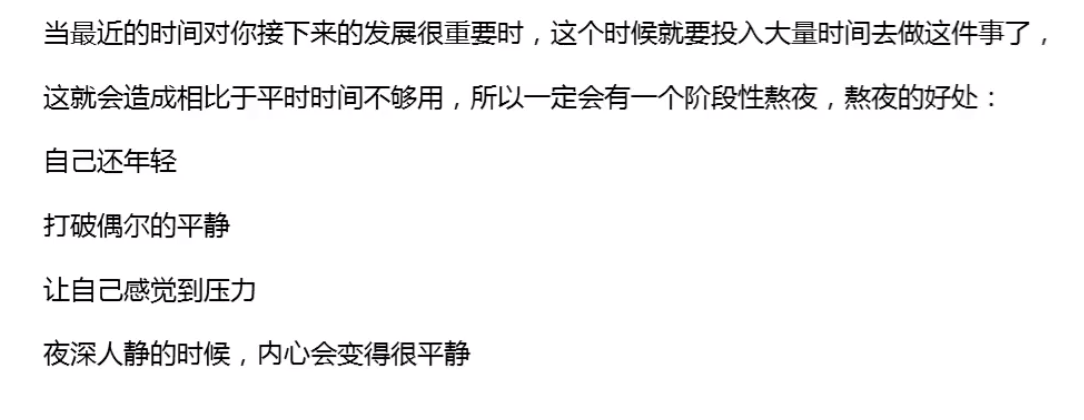 当最近的时间对你接下来的发展很重要时，这个时候就要投入大量时间去做这件事了，
这就会造成相比于平时时间不够用，所以一定会有一个阶段性熬夜，熬夜的好处：
自己还年轻
打破偶尔的平静
让自己感觉到压力
夜深人静的时候，内心会变得很平静